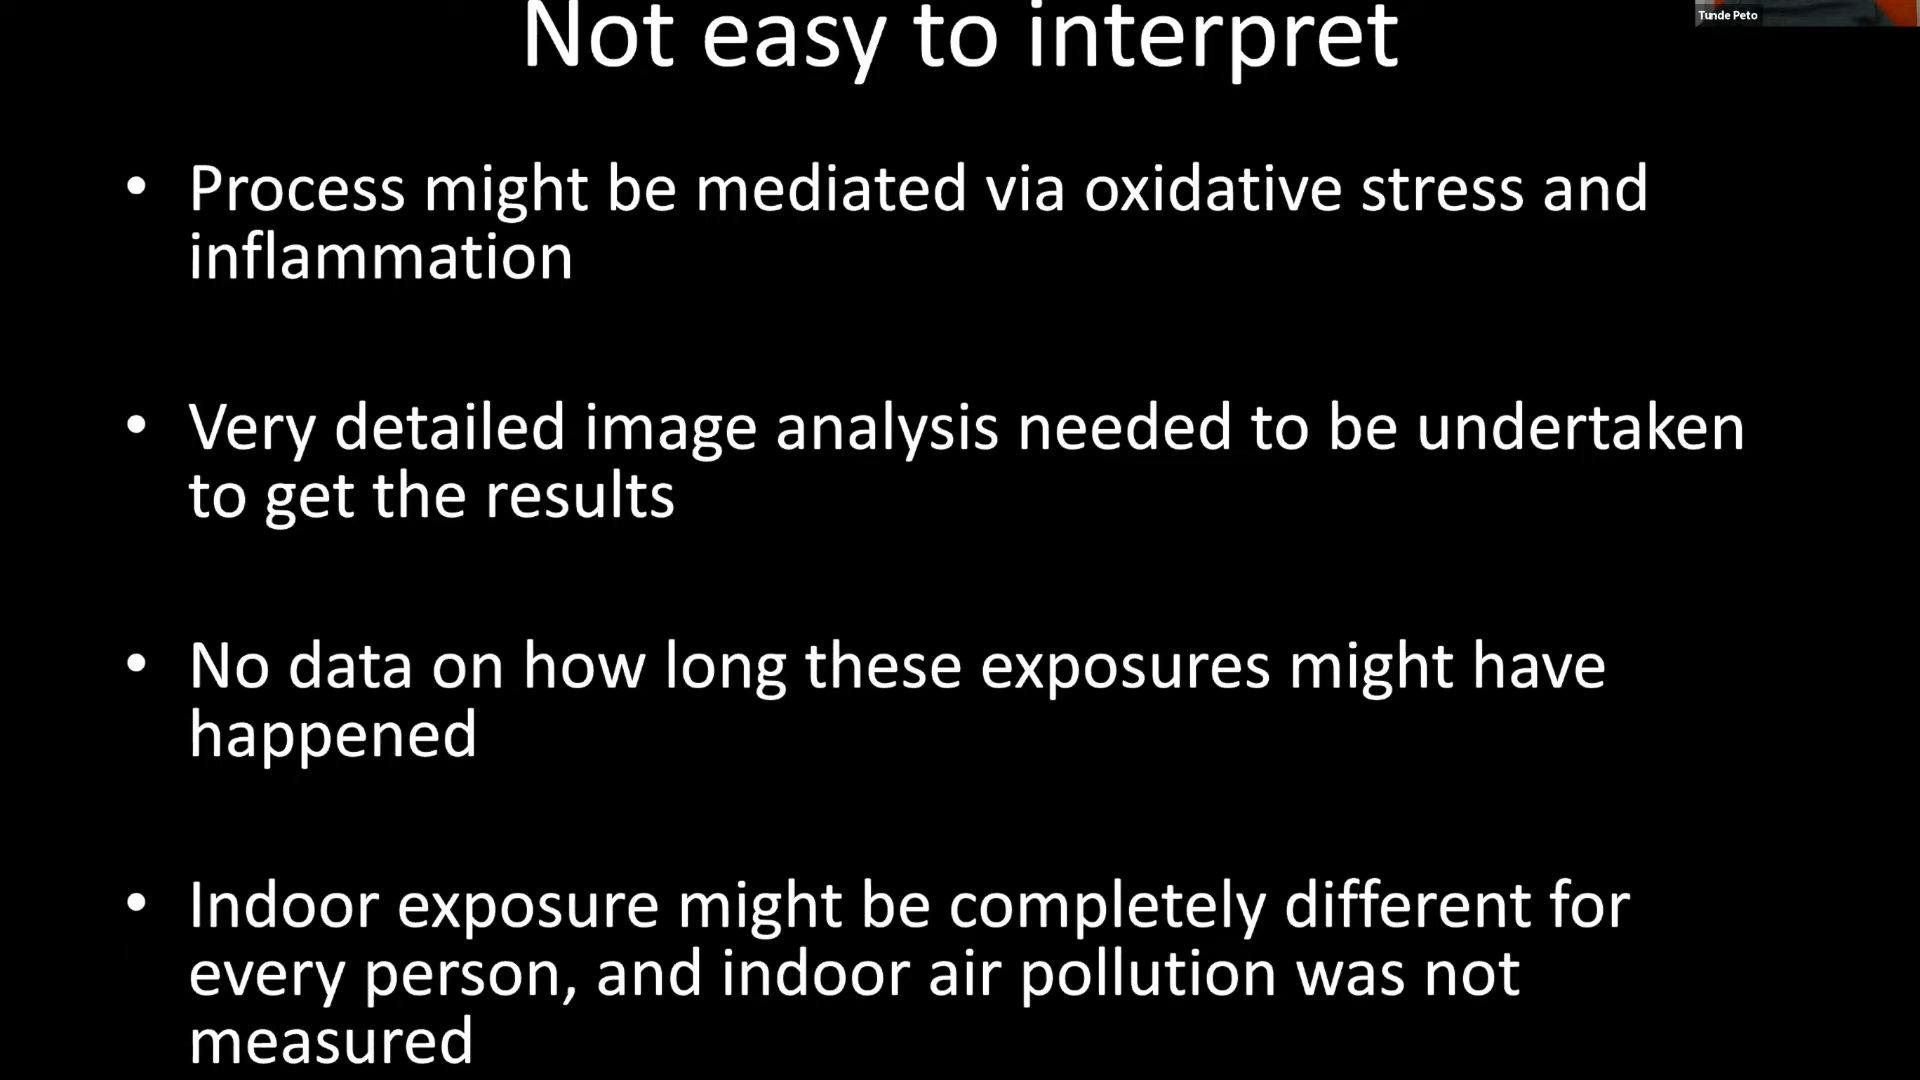 Not easy to interpret
Tunde Peto
• Process might be mediated via oxidative stress and
inflammation
• Very detailed image analysis needed to be undertaken
to get the results
• No data on how long these exposures might have
happened
• Indoor exposure might be completely different for
every person, and indoor air pollution was not
measured